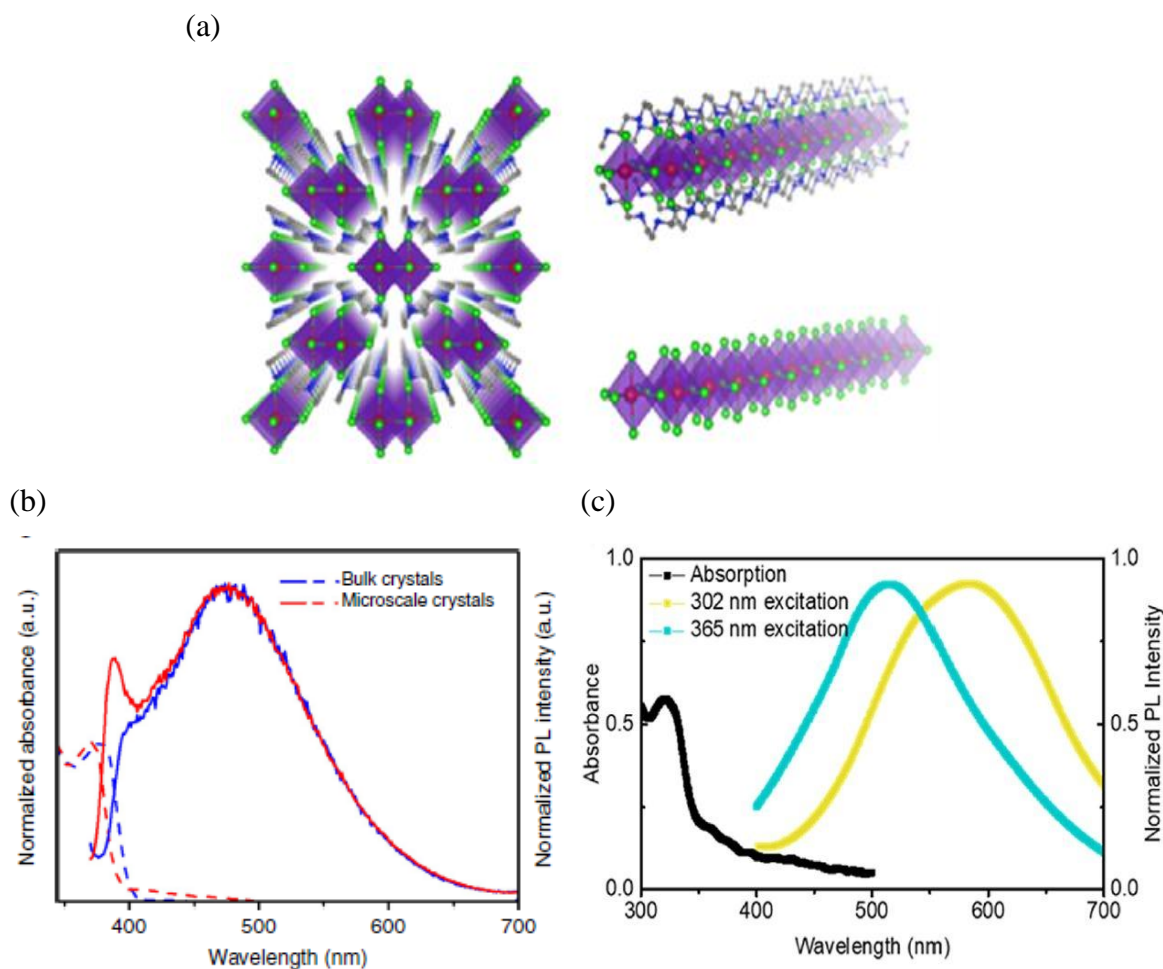 (a)
(b)
(c)
Bulk crystals
Microscale crystals
Normalized absorbance (a.u.)
Normalized PL intensity (a.u.)
400
500
600
700
Wavelength (nm)
1.0
0.5
0.0
Absorbance
Absorption
302 nm excitation
365 nm excitation
1.0
0.5
0.0
Normalized PL Intensity
300
400
500
600
700
Wavelength (nm)